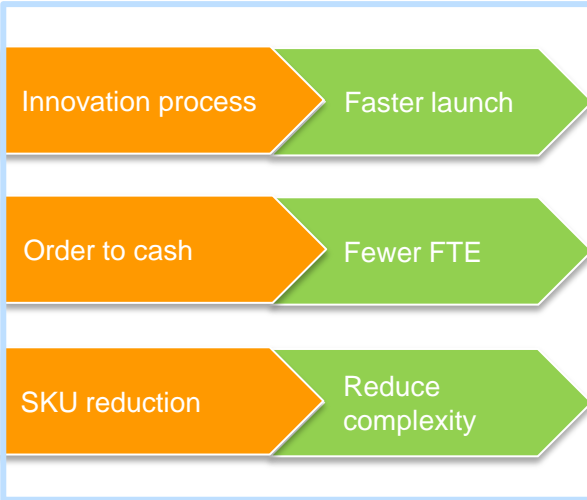 Innovation process
Faster launch
Order to cash
Fewer FTE
SKU reduction
Reduce
complexity